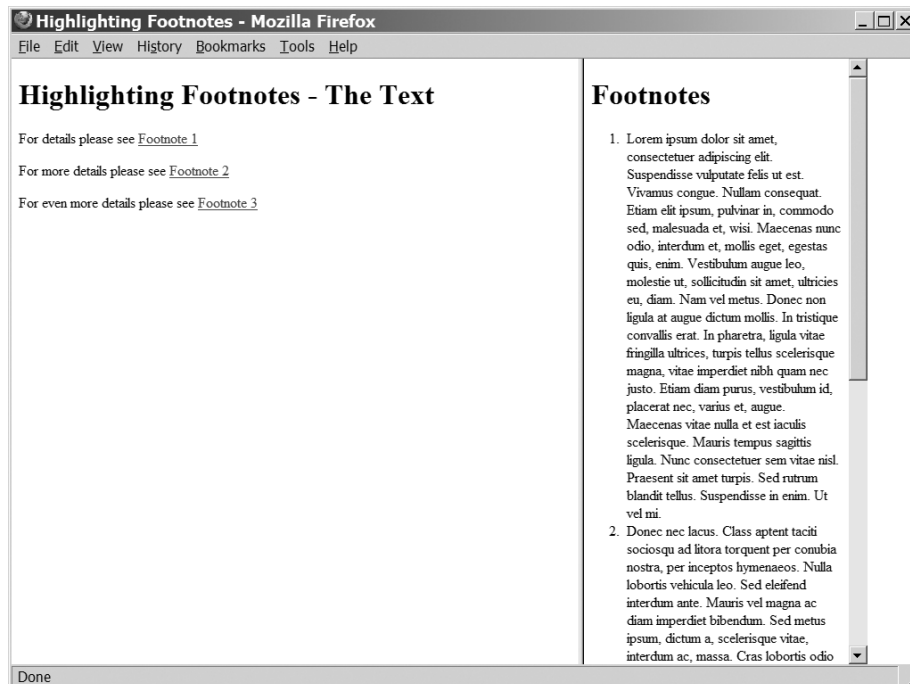 Highlighting Footnotes - Mozilla Firefox
File Edit View History Bookmarks Tools Help
Highlighting Footnotes - The Text
For details please see Footnote 1
For more details please see Footnote 2
For even more details please see Footnote 3
Footnotes
1. Lorem ipsum dolor sit amet,
consectetuer adipiscing elit.
Suspendisse vulputate felis ut est.
Vivamus congue. Nullam consequat.
Etiam elit ipsum, pulvinar in, commodo
sed, malesuada et, wisi. Maecenas nunc
odio, interdum et, mollis eget, egestas
quis, enim. Vestibulum augue leo,
molestie ut, sollicitudin sit amet, ultricies
eu, diam. Nam vel metus. Donec non
ligula at augue dictum mollis. In tristique
convallis erat. In pharetra, ligula vitae
fringilla ultrices, turpis tellus scelerisque
magna, vitae imperdiet nibh quam nec
justo. Etiam diam purus, vestibulum id,
placerat nec, varius et, augue.
Maecenas vitae nulla et est iaculis
scelerisque. Mauris tempus sagittis
ligula. Nunc consectetuer sem vitae nisl.
Praesent sit amet turpis. Sed rutrum
blandit tellus. Suspendisse in enim. Ut
vel mi.
2. Donec nec lacus. Class aptent taciti
sociosqu ad litora torquent per conubia
nostra, per inceptos hymenaeos. Nulla
lobortis vehicula leo. Sed eleifend
interdum ante. Mauris vel magna ac
diam imperdiet bibendum. Sed metus
ipsum, dictum a, scelerisque vitae,
interdum ac, massa. Cras lobortis odio
Done